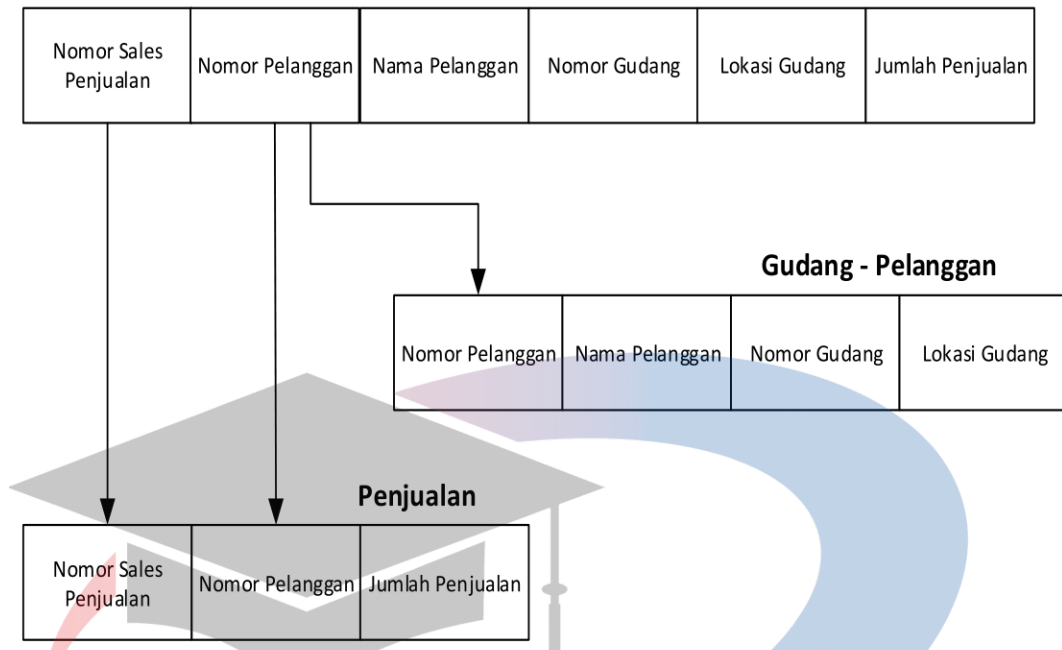 Nomor Sales
Penjualan
Nomor Pelanggan
Nama Pelanggan
Nomor Gudang
Lokasi Gudang
Jumlah Penjualan
Gudang - Pelanggan
Nomor Pelanggan
Nama Pelanggan
Nomor Gudang
Lokasi Gudang
Penjualan
Nomor Sales
Penjualan
Nomor Pelanggan
Jumlah Penjualan